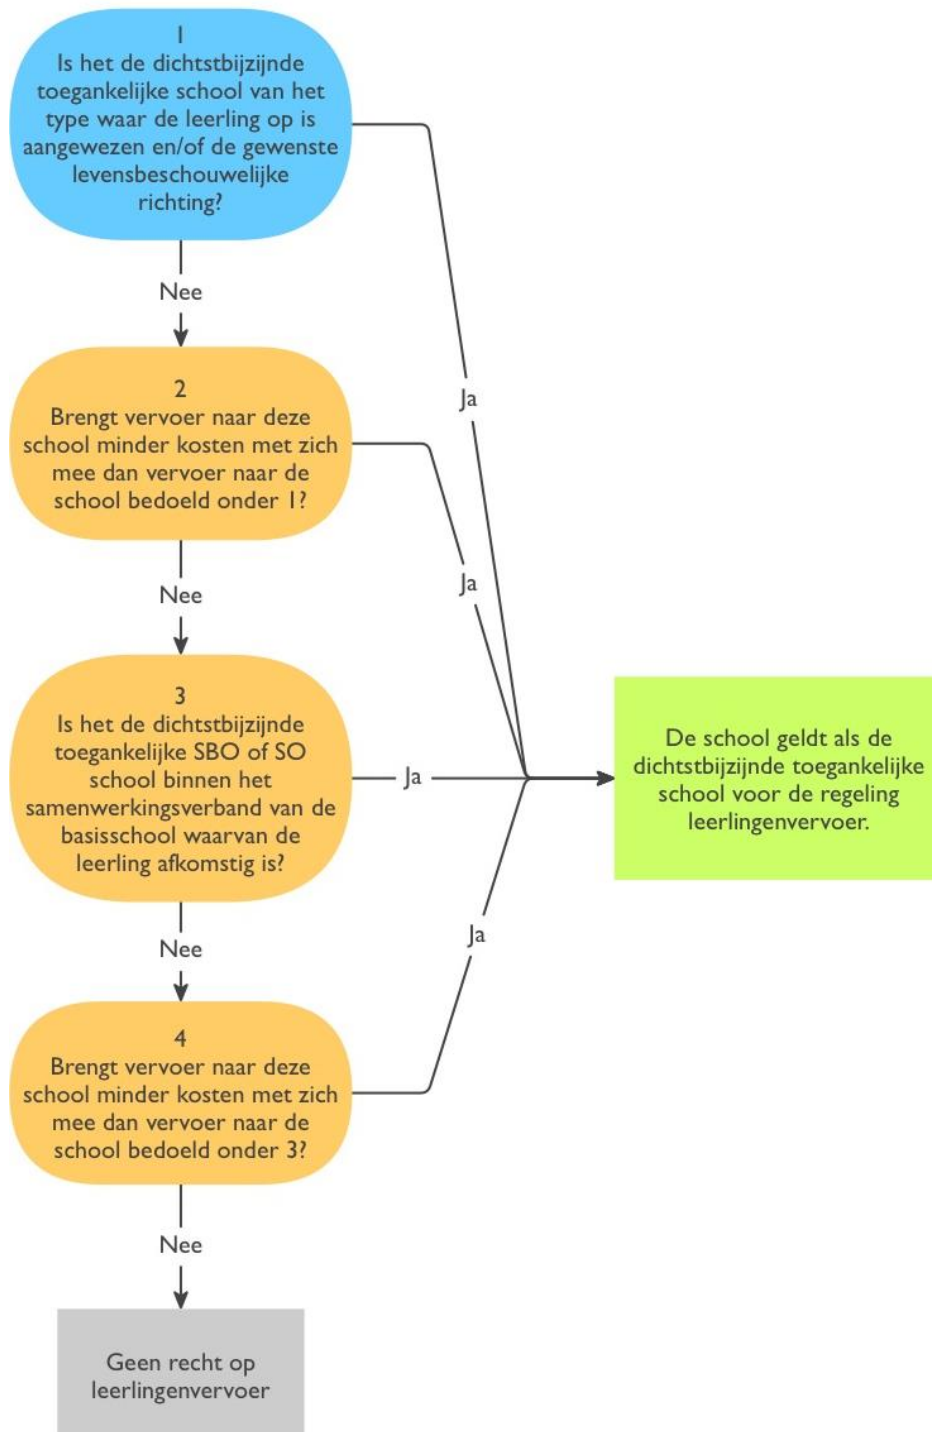 1
Is het de dichtstbijzijnde
toegankelijke school van het
type waar de leerling op is
aangewezen en/of de gewenste
levensbeschouwelijke
richting?
Ja
Nee
2
Brengt vervoer naar deze
school minder kosten met zich
mee dan vervoer naar de
school bedoeld onder 1?
Ja
Nee
3
Is het de dichtstbijzijnde
toegankelijke SBO of SO
school binnen het
samenwerkingsverband van de
basisschool waarvan de
leerling afkomstig is?
Ja
De school geldt als de
dichtstbijzijnde toegankelijke
school voor de regeling
leerlingenvervoer.
Nee
Ja
4
Brengt vervoer naar deze
school minder kosten met zich
mee dan vervoer naar de
school bedoeld onder 3?
Nee
Geen recht op
leerlingenvervoer